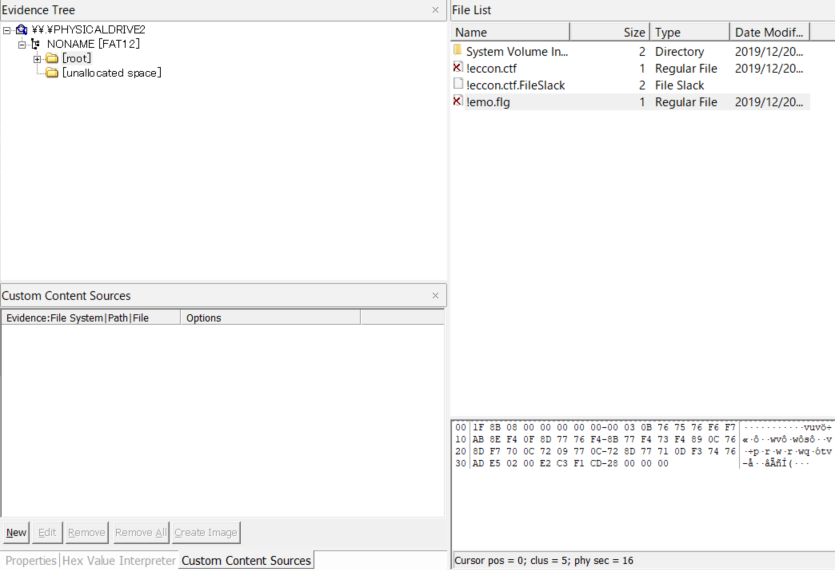 Evidence Tree
¥¥.¥PHYSICALDRIVE2
NONAME [FAT12]
[root]
[unallocated space]
Custom Content Sources
Evidence:File System|Path|File Options
New Edit Remove Remove All Create Image
Properties Hex Value Interpreter Custom Content Sources
File List
Name Size Type Date Modif...
System Volume In... 2 Directory 2019/12/20...
!eccon.ctf 1 Regular File 2019/12/20...
!eccon.ctf.FileSlack 2 File Slack
!emo.flg 1 Regular File 2019/12/20...
00 1F 8B 08 00 00 00 00 00-00 03 0B 76 75 76 F6 F7 ···········vuvö÷
10 AB 8E F4 0F 8D 77 76 F4-8B 77 F4 73 F4 89 0C 76 «·ô··wvô·wôsô··v
20 8D F7 70 0C 72 09 77 0C-72 8D 77 71 0D F3 74 76 ·÷p·r·w·r·wq·ótv
30 AD E5 02 00 E2 C3 F1 CD-28 00 00 00 -å··âÃñÍ(···
Cursor pos = 0; clus = 5; phy sec = 16